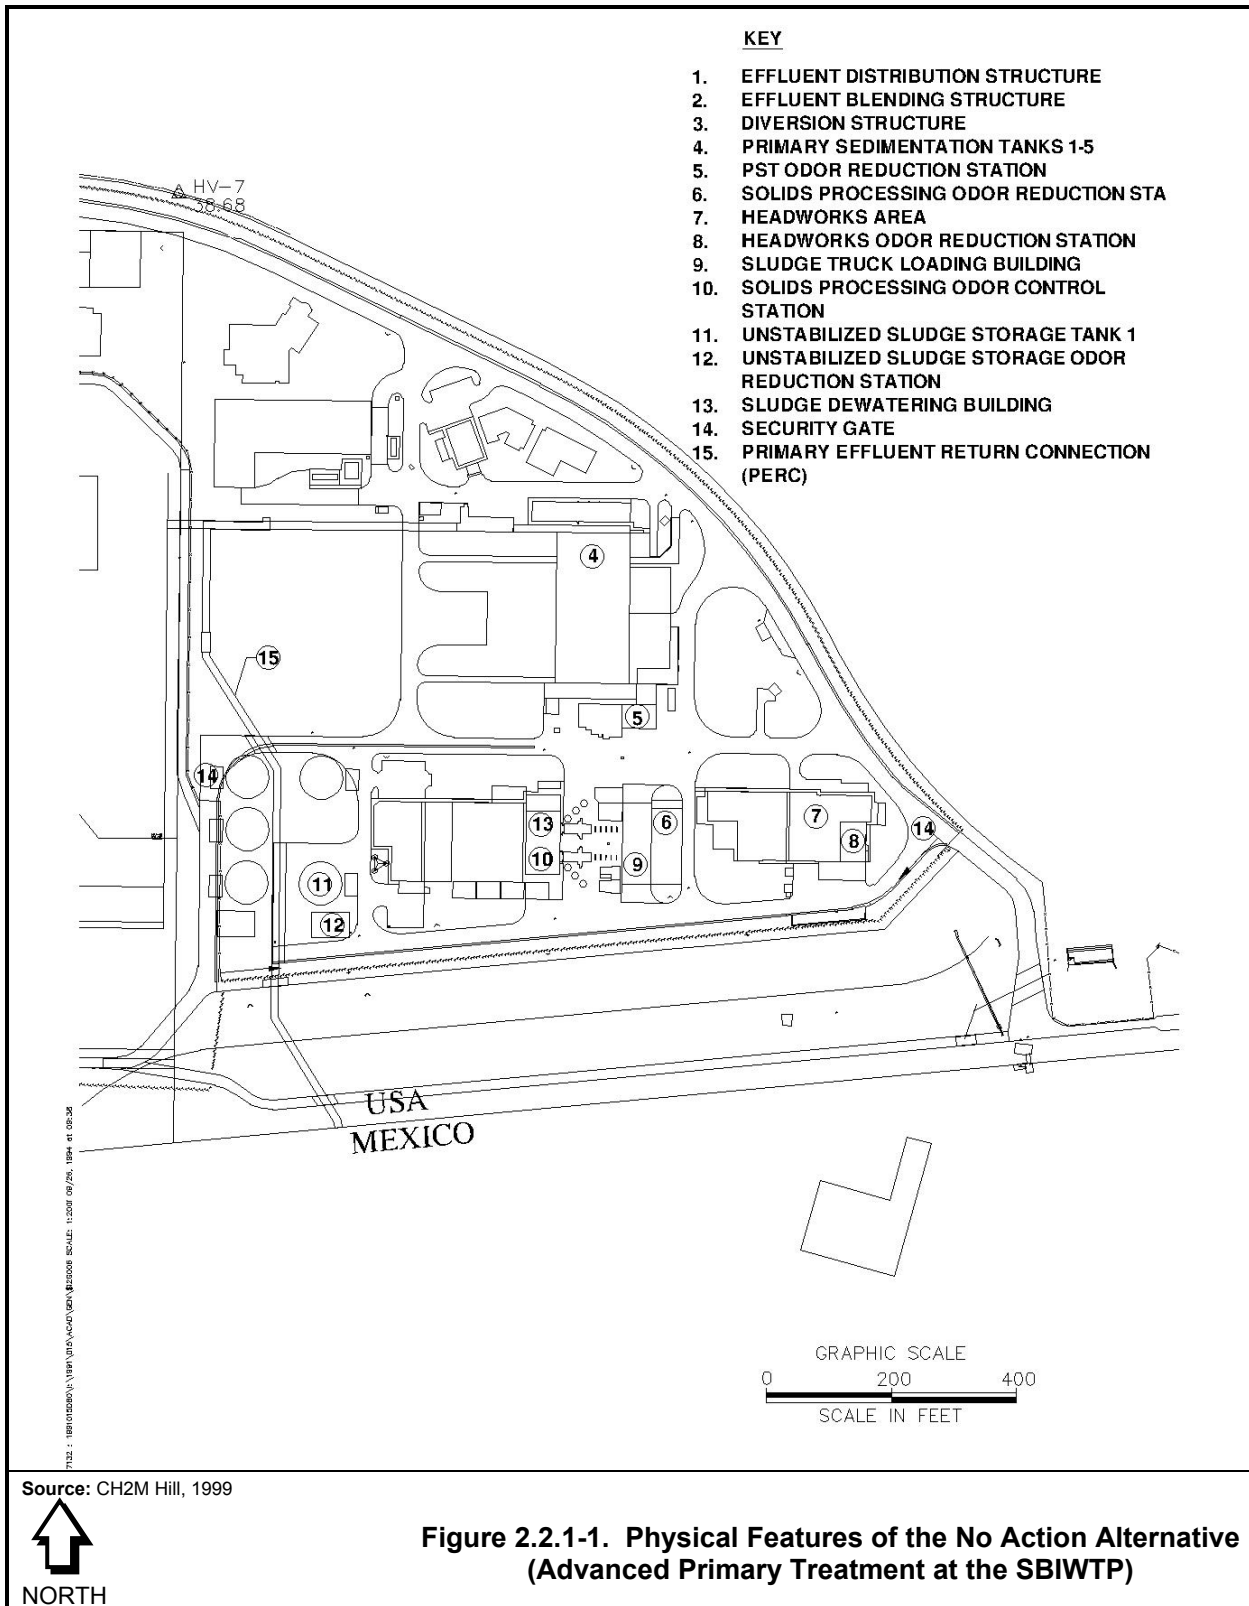 KEY
1. EFFLUENT DISTRIBUTION STRUCTURE
2. EFFLUENT BLENDING STRUCTURE
3. DIVERSION STRUCTURE
4. PRIMARY SEDIMENTATION TANKS 1-5
5. PST ODOR REDUCTION STATION
6. SOLIDS PROCESSING ODOR REDUCTION STA
7. HEADWORKS AREA
8. HEADWORKS ODOR REDUCTION STATION
9. SLUDGE TRUCK LOADING BUILDING
10. SOLIDS PROCESSING ODOR CONTROL
STATION
11. UNSTABILIZED SLUDGE STORAGE TANK 1
12. UNSTABILIZED SLUDGE STORAGE ODOR
REDUCTION STATION
13. SLUDGE DEWATERING BUILDING
14. SECURITY GATE
15. PRIMARY EFFLUENT RETURN CONNECTION
(PERC)
HV-7
38.68
4
15
5
14
13
6
7
14
8
10
9
11
12
USA
MEXICO
GRAPHIC SCALE
0 200 400
SCALE IN FEET
Source: CH2M Hill, 1999
NORTH
Figure 2.2.1-1. Physical Features of the No Action Alternative
(Advanced Primary Treatment at the SBIWTP)